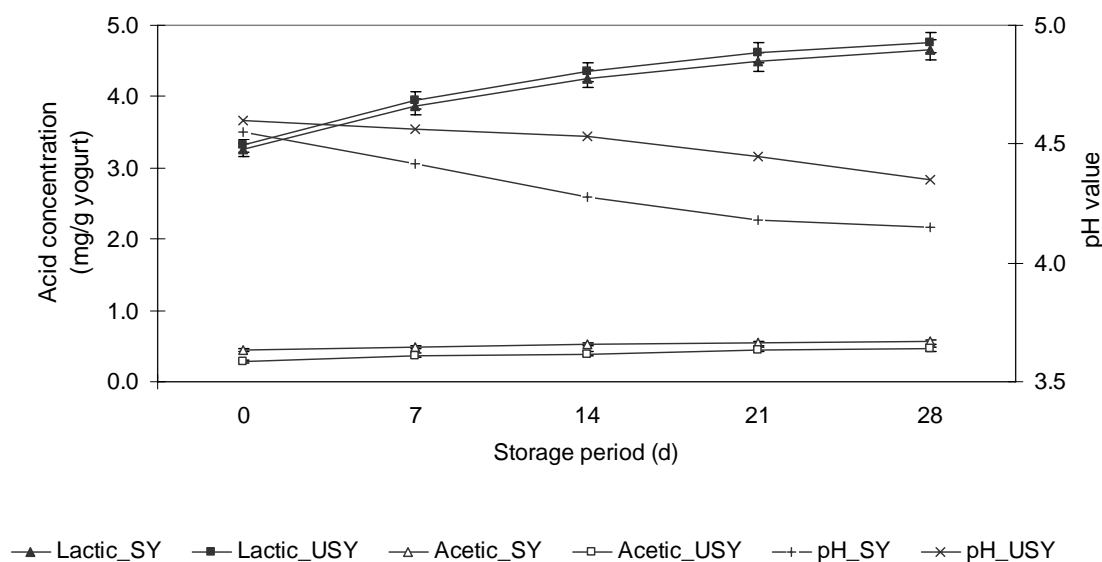 5.0
4.0
3.0
2.0
1.0
0.0
Acid concentration
(mg/g yogurt)
5.0
4.5
4.0
3.5
pH value
0 7 14 21 28
Storage period (d)
Lactic_SY Lactic_USY Acetic_SY Acetic_USY pH_SY pH_USY